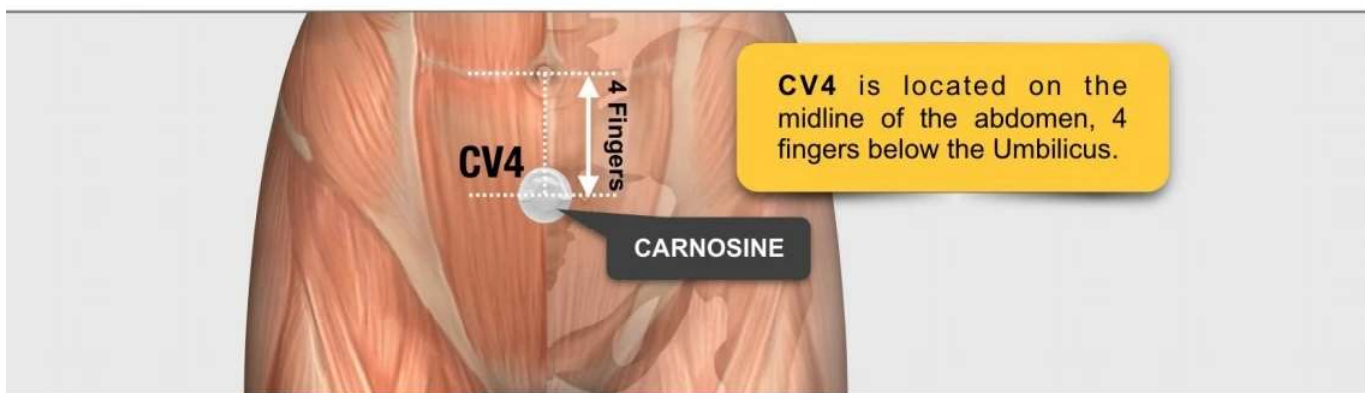 CV4 is located on the
midline of the abdomen, 4
fingers below the Umbilicus.
4 Fingers
CV4
CARNOSINE